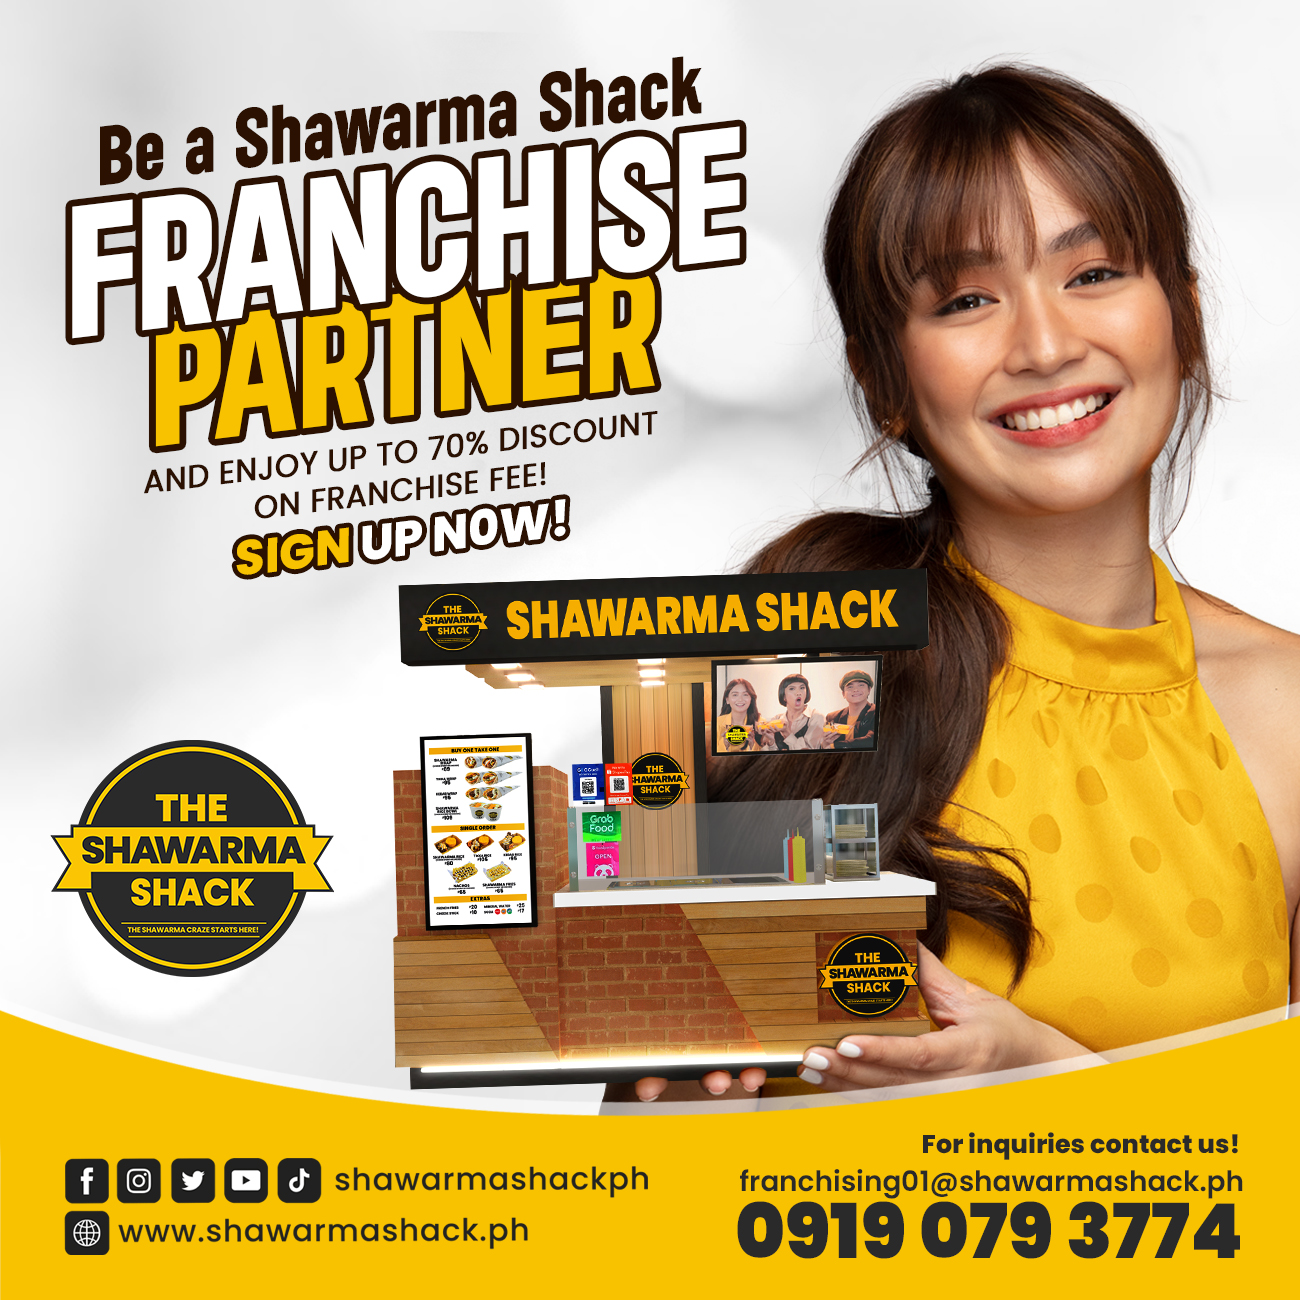 Be a Shawarma Shack
FRANCHISE
PARTNER
AND ENJOY UP TO 70% DISCOUNT
ON FRANCHISE FEE!
SIGN UP NOW!
THE
SHAWARMA
SHACK
SHAWARMA SHACK
BUY ONE TAKE ONE
SINGLE ORDER
EXTRAS
THE
SHAWARMA
SHACK
Grab
Food
OPEN
THE
SHAWARMA
SHACK
THE
SHAWARMA
SHACK
THE SHAWARMA CRAZE STARTS HERE!
For inquiries contact us!
shawarmashackph
franchising01@shawarmashack.ph
www.shawarmashack.ph
0919 079 3774